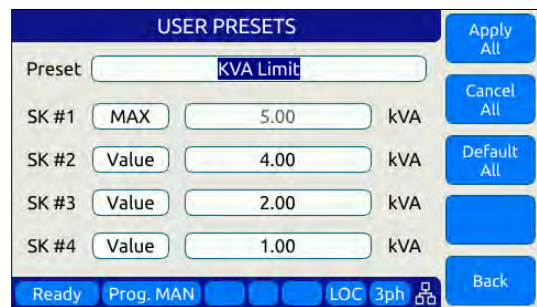 USER PRESETS
Preset KVA Limit
SK #1 MAX 5.00 kVA
SK #2 Value 4.00 kVA
SK #3 Value 2.00 kVA
SK #4 Value 1.00 kVA
Ready Prog. MAN LOC 3ph
Apply
All
Cancel
All
Default
All
Back